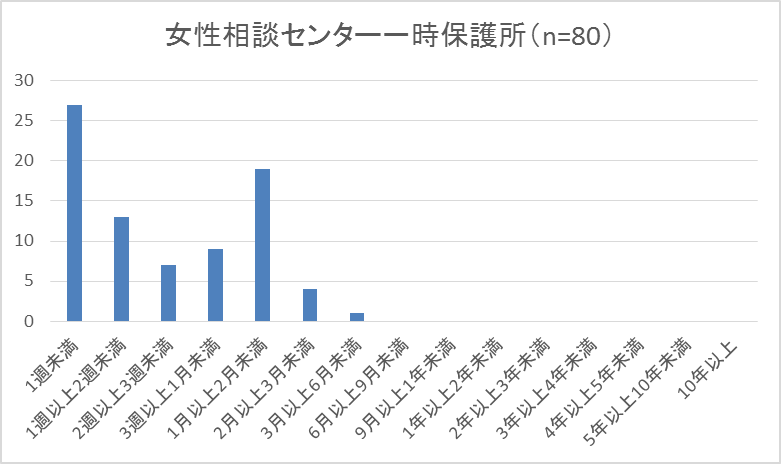 女性相談センター一時保護所（n=80）
30
25
20
15
10
5
0
1週未満
1週以上2週未満
2週以上3週未満
3週以上1月未満
1月以上2月未満
2月以上3月未満
3月以上6月未満
6月以上9月未満
9月以上1年未満
1年以上2年未満
2年以上3年未満
3年以上4年未満
4年以上5年未満
5年以上10年未満
10年以上